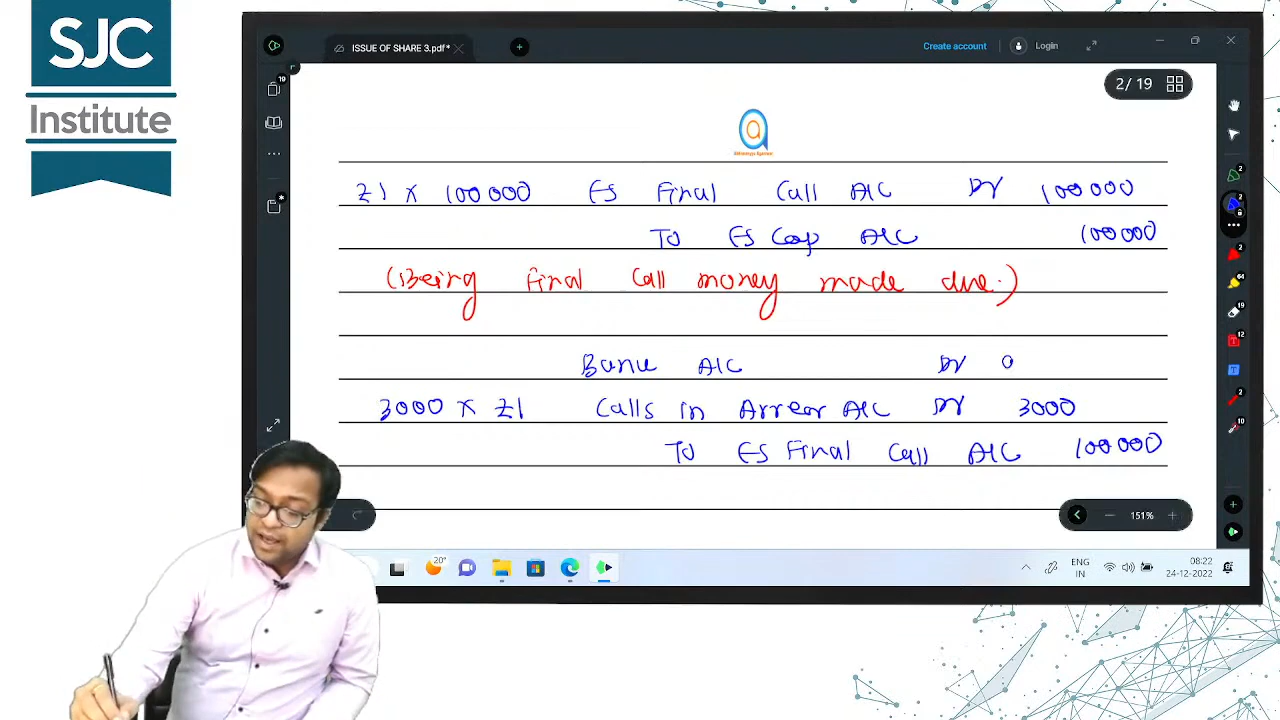 SJC
Institute
ISSUE OF SHARE 3.pdf*
Create account
Login
2/19
₹1 x 100000 ES Final Call A/C Dr 100000
To ES Cap A/C 100000
(Being final call money made due.)
Bank A/C Dr 9
3000 x ₹1 Calls in Arrear A/C Dr 3000
To ES Final Call A/C 100000
151%
20°
ENG
IN
08:22
24-12-2022